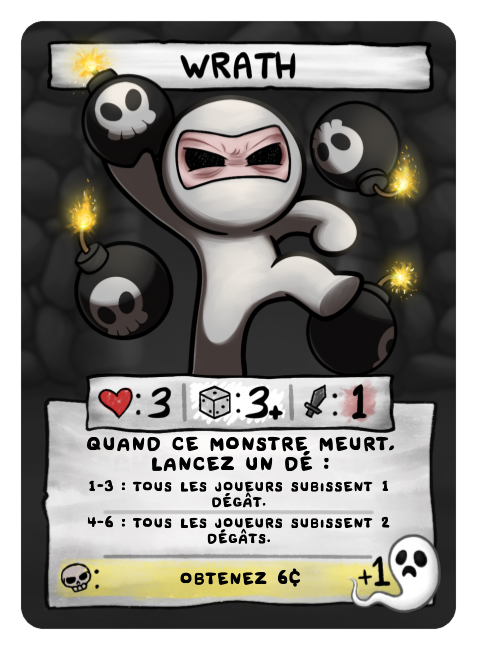 WRATH
:3 :3+ :1
QUAND CE MONSTRE MEURT,
LANCEZ UN DÉ :
1-3 : TOUS LES JOUEURS SUBISSENT 1
DÉGÂT.
4-6 : TOUS LES JOUEURS SUBISSENT 2
DÉGÂTS.
: OBTENEZ 6¢ +1